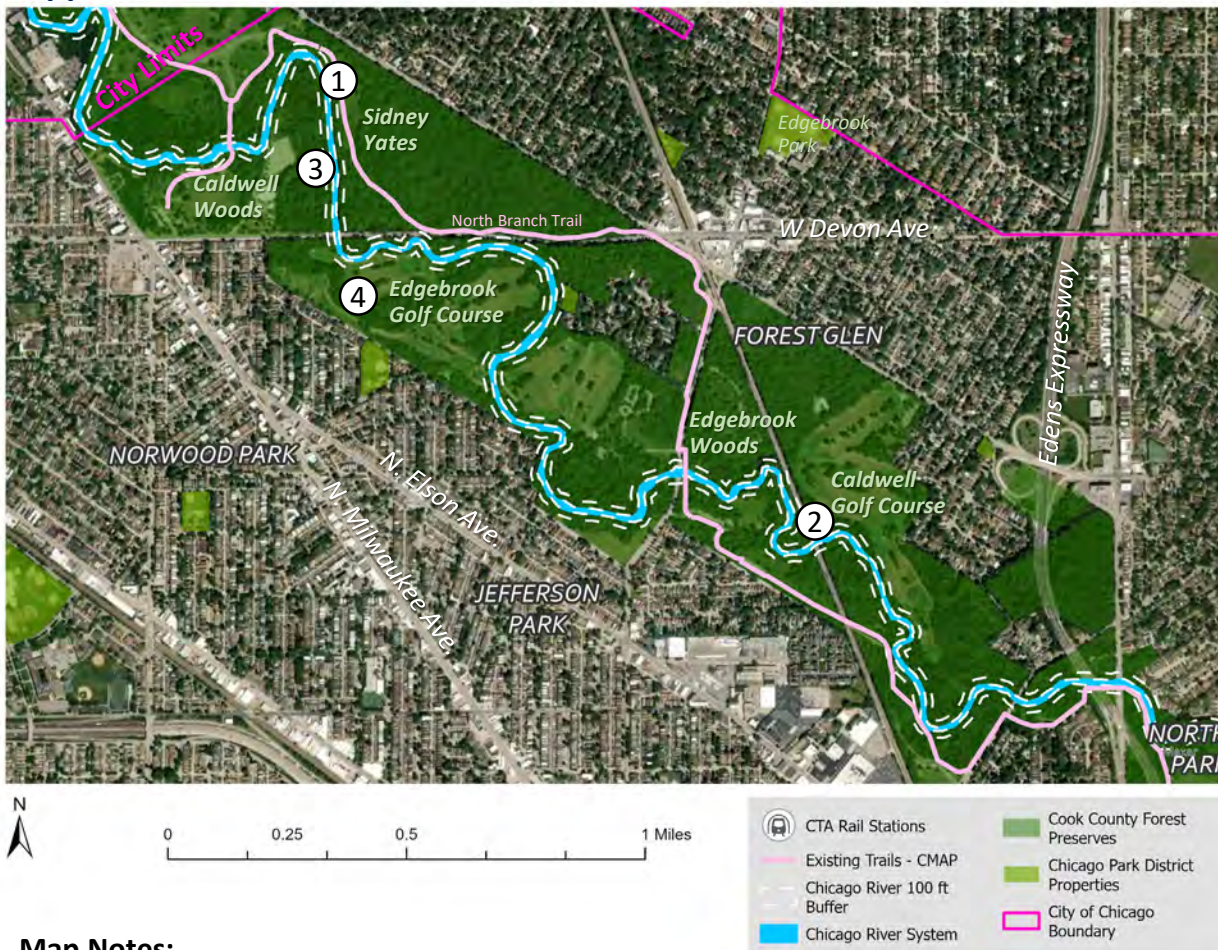 City Limits
1
Sidney
Yates
Edgebrook
Park
3
Caldwell
Woods
North Branch Trail
W Devon Ave
4
Edgebrook
Golf Course
FOREST GLEN
Edens Expressway
Edgebrook
Woods
NORWOOD PARK
N. Elson Ave.
N. Milwaukee Ave.
Caldwell
Golf Course
2
JEFFERSON
PARK
NORTH
PARK
N
0
0.25
0.5
1 Miles
CTA Rail Stations
Existing Trails - CMAP
Chicago River 100 ft
Buffer
Chicago River System
Cook County Forest
Preserves
Chicago Park District
Properties
City of Chicago
Boundary
Map Notes: